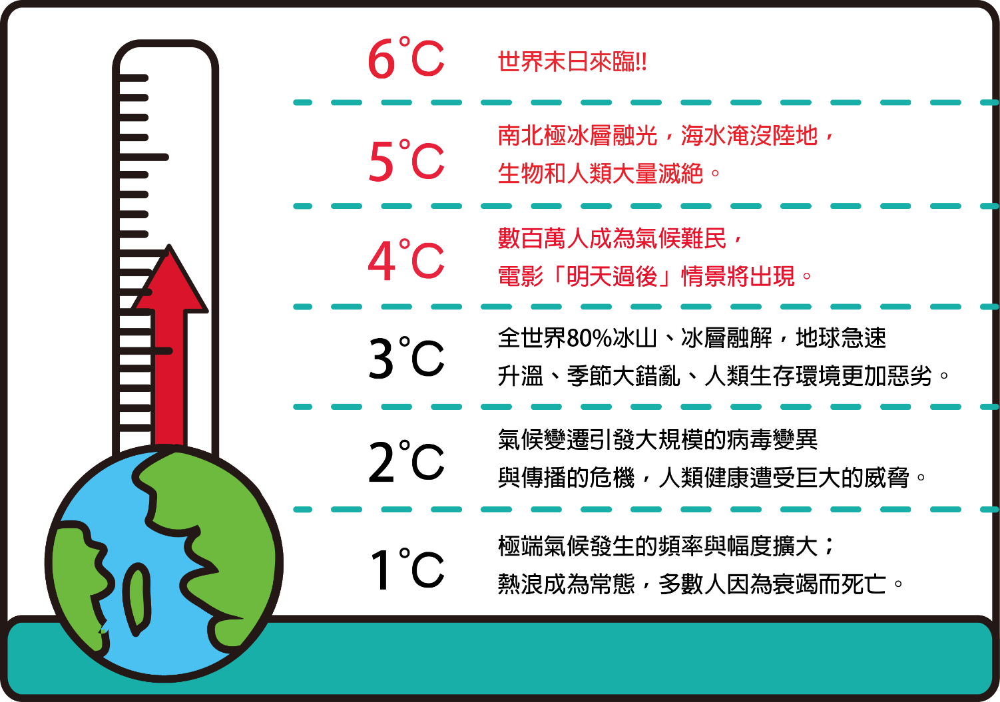 6℃
世界末日來臨!!
5℃
南北極冰層融光，海水淹沒陸地，
生物和人類大量滅絕。
4℃
數百萬人成為氣候難民，
電影「明天過後」情景將出現。
3℃
全世界80%冰山、冰層融解，地球急速
升溫、季節大錯亂、人類生存環境更加惡劣。
2℃
氣候變遷引發大規模的病毒變異
與傳播的危機，人類健康遭受巨大的威脅。
1℃
極端氣候發生的頻率與幅度擴大；
熱浪成為常態，多數人因為衰竭而死亡。